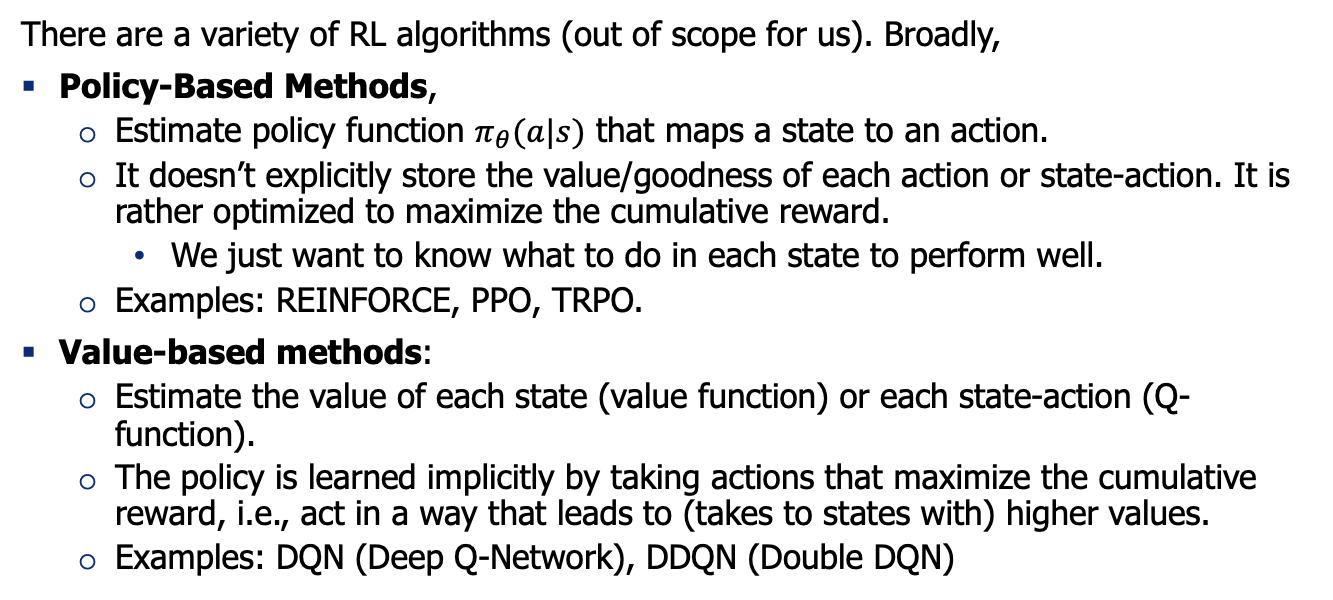 There are a variety of RL algorithms (out of scope for us). Broadly,
▪ Policy-Based Methods,
o Estimate policy function π_θ(a|s) that maps a state to an action.
o It doesn’t explicitly store the value/goodness of each action or state-action. It is
rather optimized to maximize the cumulative reward.
• We just want to know what to do in each state to perform well.
o Examples: REINFORCE, PPO, TRPO.
▪ Value-based methods:
o Estimate the value of each state (value function) or each state-action (Q-
function).
o The policy is learned implicitly by taking actions that maximize the cumulative
reward, i.e., act in a way that leads to (takes to states with) higher values.
o Examples: DQN (Deep Q-Network), DDQN (Double DQN)